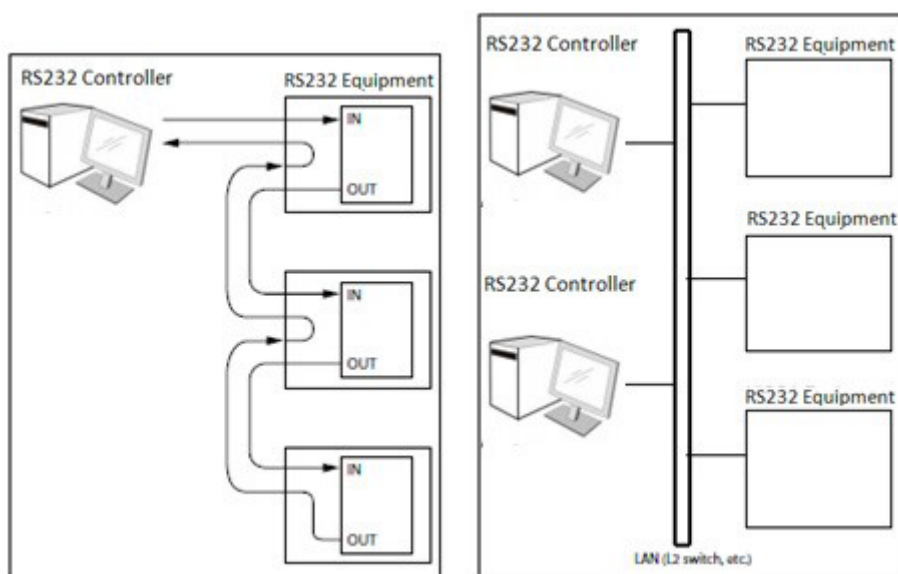 RS232 Controller
RS232 Equipment
IN
OUT
IN
OUT
IN
OUT
RS232 Controller
RS232 Equipment
RS232 Equipment
RS232 Controller
RS232 Equipment
LAN (L2 switch, etc.)